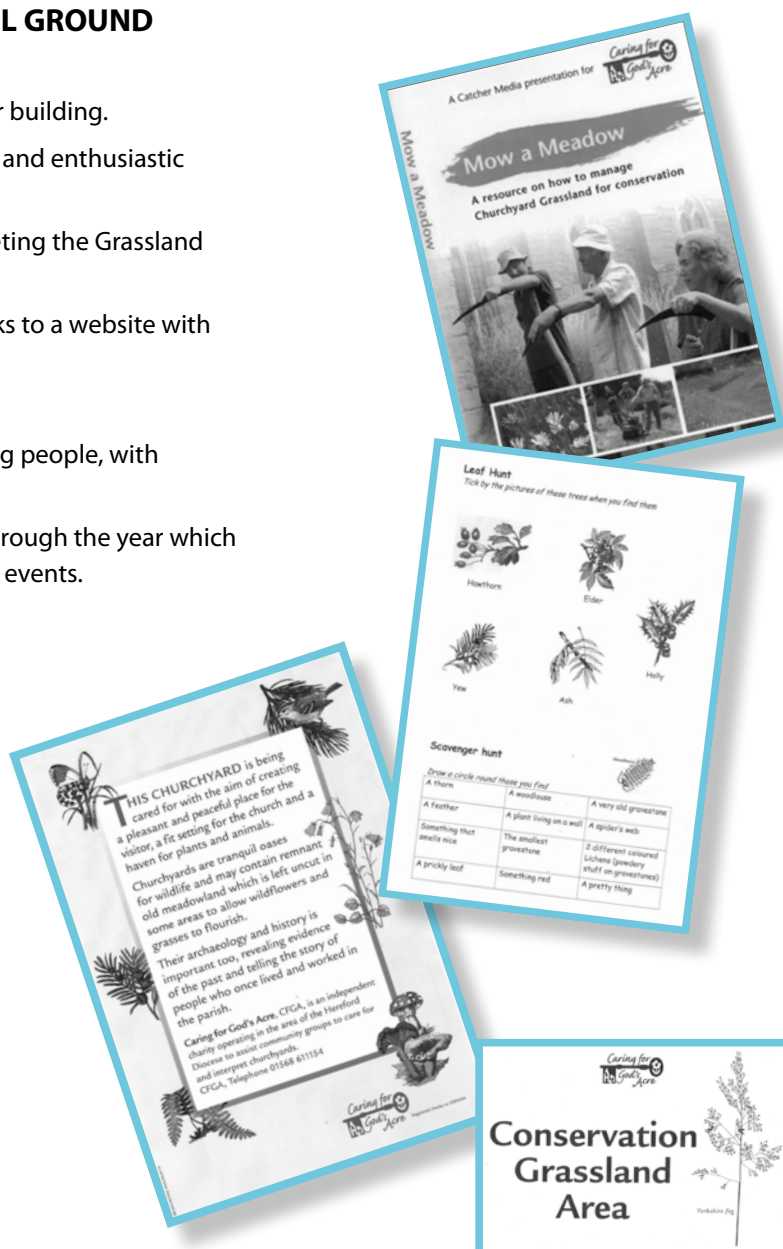 L GROUND
r building.
and enthusiastic
eting the Grassland
ks to a website with
g people, with
rough the year which
events.
A Catcher Media presentation for
Caring for
God's
Acre
Mow a Meadow
Mow a Meadow
A resource on how to manage
Churchyard Grassland for conservation
Leaf Hunt
Tick by the pictures of these trees when you find them
Hawthorn
Elder
Yew
Ash
Holly
Scavenger hunt
Draw a circle round those you find
A thorn
A woodlouse
A very old gravestone
A feather
A plant living on a wall
A spider's web
Something that
smells nice
The smallest
gravestone
2 different coloured
Lichens (powdery
stuff on gravestones)
A prickly leaf
Something red
A pretty thing
THIS CHURCHYARD is being
cared for with the aim of creating
a pleasant and peaceful place for the
visitor, a fit setting for the church and a
haven for plants and animals.
Churchyards are tranquil oases
for wildlife and may contain remnant
old meadowland which is left uncut in
some areas to allow wildflowers and
grasses to flourish.
Their archaeology and history is
important too, revealing evidence
of the past and telling the story of
people who once lived and worked in
the parish.
Caring for God's Acre, CFGA, is an independent
charity operating in the area of the Hereford
Diocese to assist community groups to care for
and interpret churchyards.
CFGA, Telephone 01568 611154
Caring for
God's
Acre
Caring for
God's
Acre
Conservation
Grassland
Area
Yorkshire fog